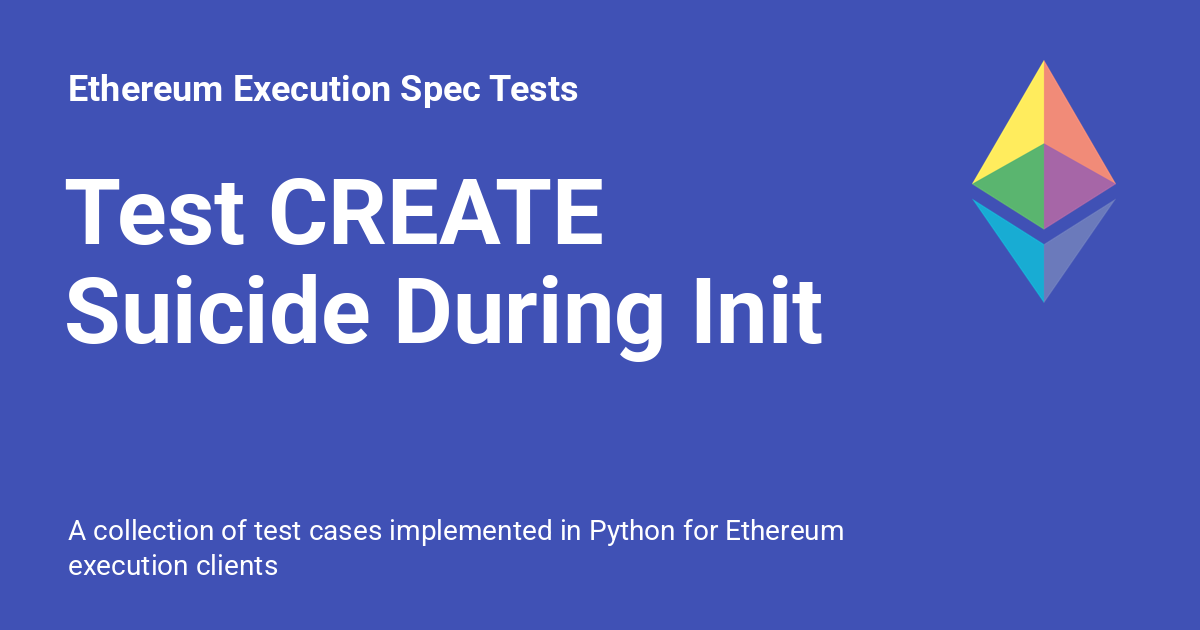 Ethereum Execution Spec Tests
Test CREATE
Suicide During Init
A collection of test cases implemented in Python for Ethereum
execution clients